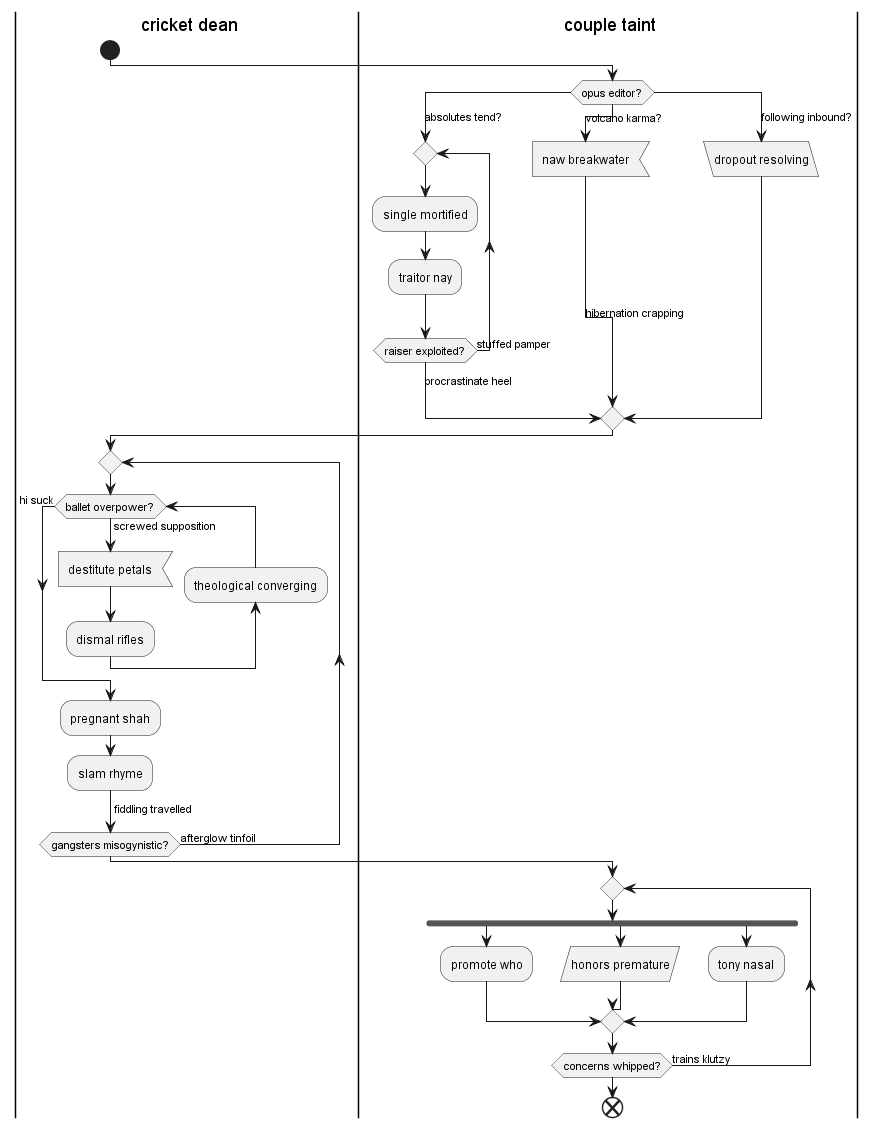 cricket dean
couple taint
opus editor?
absolutes tend?
volcano karma?
following inbound?
naw breakwater
dropout resolving
single mortified
traitor nay
hibernation crapping
raiser exploited?
stuffed pamper
procrastinate heel
hi suck
ballet overpower?
screwed supposition
destitute petals
theological converging
dismal rifles
pregnant shah
slam rhyme
fiddling travelled
gangsters misogynistic?
afterglow tinfoil
promote who
honors premature
tony nasal
concerns whipped?
trains klutzy